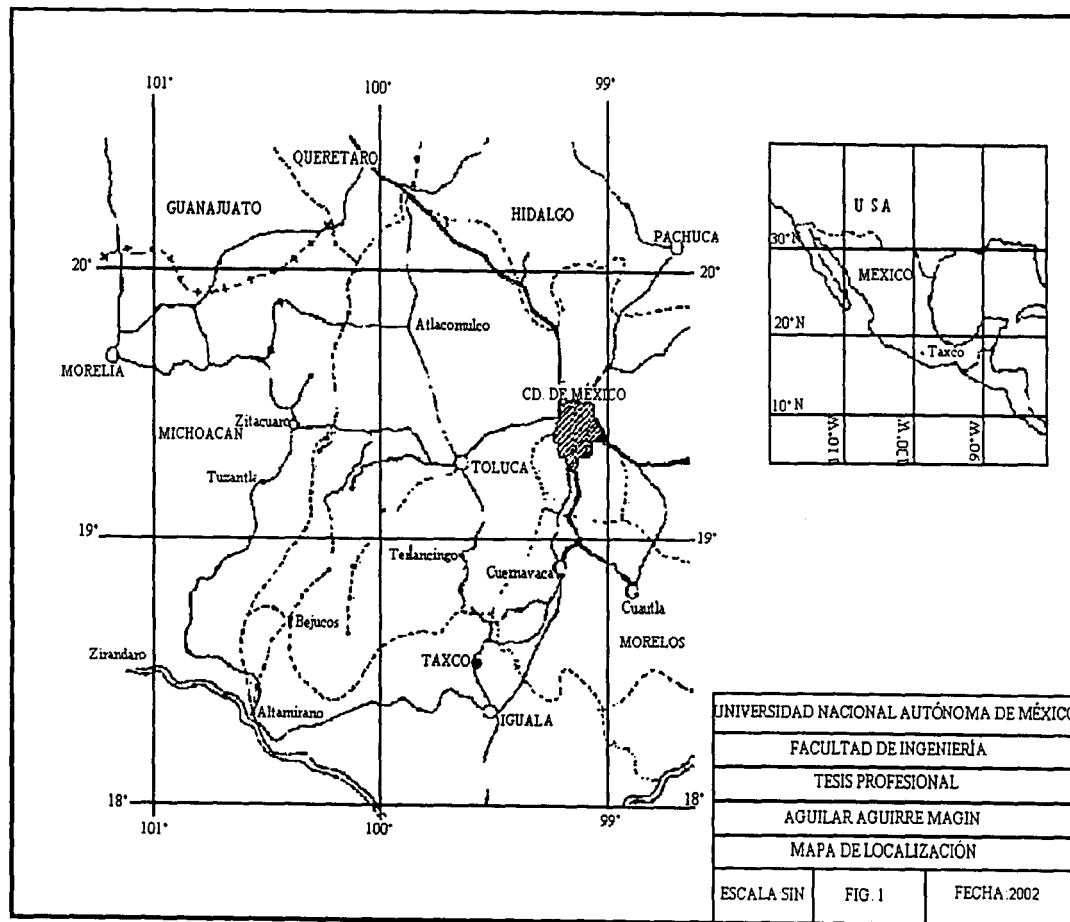 101°
100°
99°
QUERETARO
GUANAJUATO
HIDALGO
PACHUCA
20°
20°
Atlacomulco
MORELIA
CD. DE MÉXICO
Zitacuaro
MICHOACAN
TOLUCA
Tuzantla
19°
19°
Tenancingo
Cuernavaca
Cuautla
Bejucos
MORELOS
Zirandaro
TAXCO
Altamirano
IGUALA
18°
18°
101°
100°
99°
U S A
30°N
MEXICO
20°N
Taxco
10°N
110°W
100°W
90°W
UNIVERSIDAD NACIONAL AUTÓNOMA DE MÉXICO
FACULTAD DE INGENIERÍA
TESIS PROFESIONAL
AGUILAR AGUIRRE MAGIN
MAPA DE LOCALIZACIÓN
ESCALA:SIN
FIG. 1
FECHA:2002